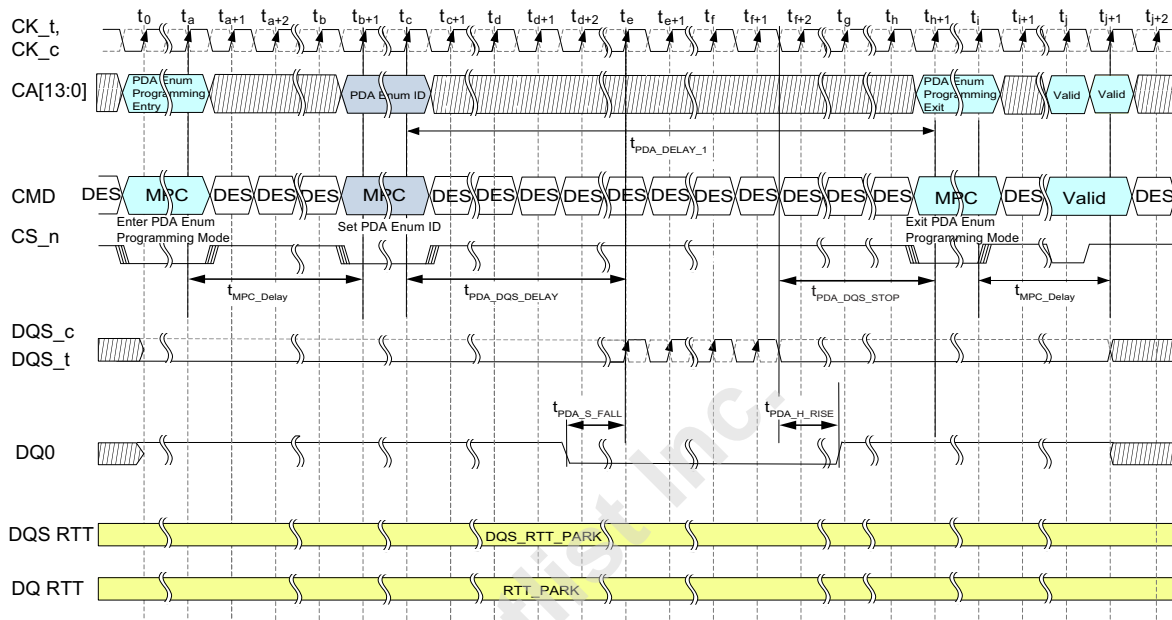 t0 ta ta+1 ta+2 tb tb+1 tc tc+1 td td+1 td+2 te te+1 tf tf+1 tf+2 tg th th+1 ti ti+1 tj tj+1 tj+2
CK_t,
CK_c
CA[13:0]
PDA Enum
Programming
Entry
PDA Enum ID
PDA Enum
Programming
Exit
Valid Valid
tPDA_DELAY_1
CMD
DES MPC DES DES DES MPC DES DES DES DES DES DES DES DES DES DES DES MPC DES Valid DES
Enter PDA Enum
Programming Mode
Set PDA Enum ID
Exit PDA Enum
Programming Mode
CS_n
tMPC_Delay tPDA_DQS_DELAY tPDA_DQS_STOP tMPC_Delay
DQS_c
DQS_t
tPDA_S_FALL tPDA_H_RISE
DQ0
DQS RTT DQS_RTT_PARK
DQ RTT RTT_PARK
tlist Inc.